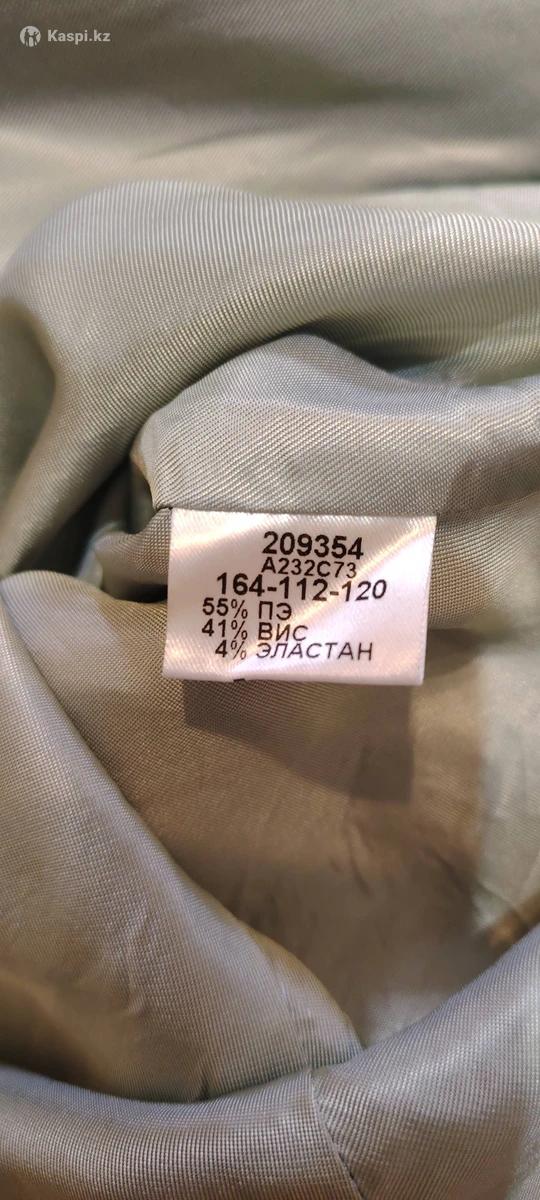 Kaspi.kz
209354
A232C73
164-112-120
55% ПЭ
41% ВИС
4% ЭЛАСТАН